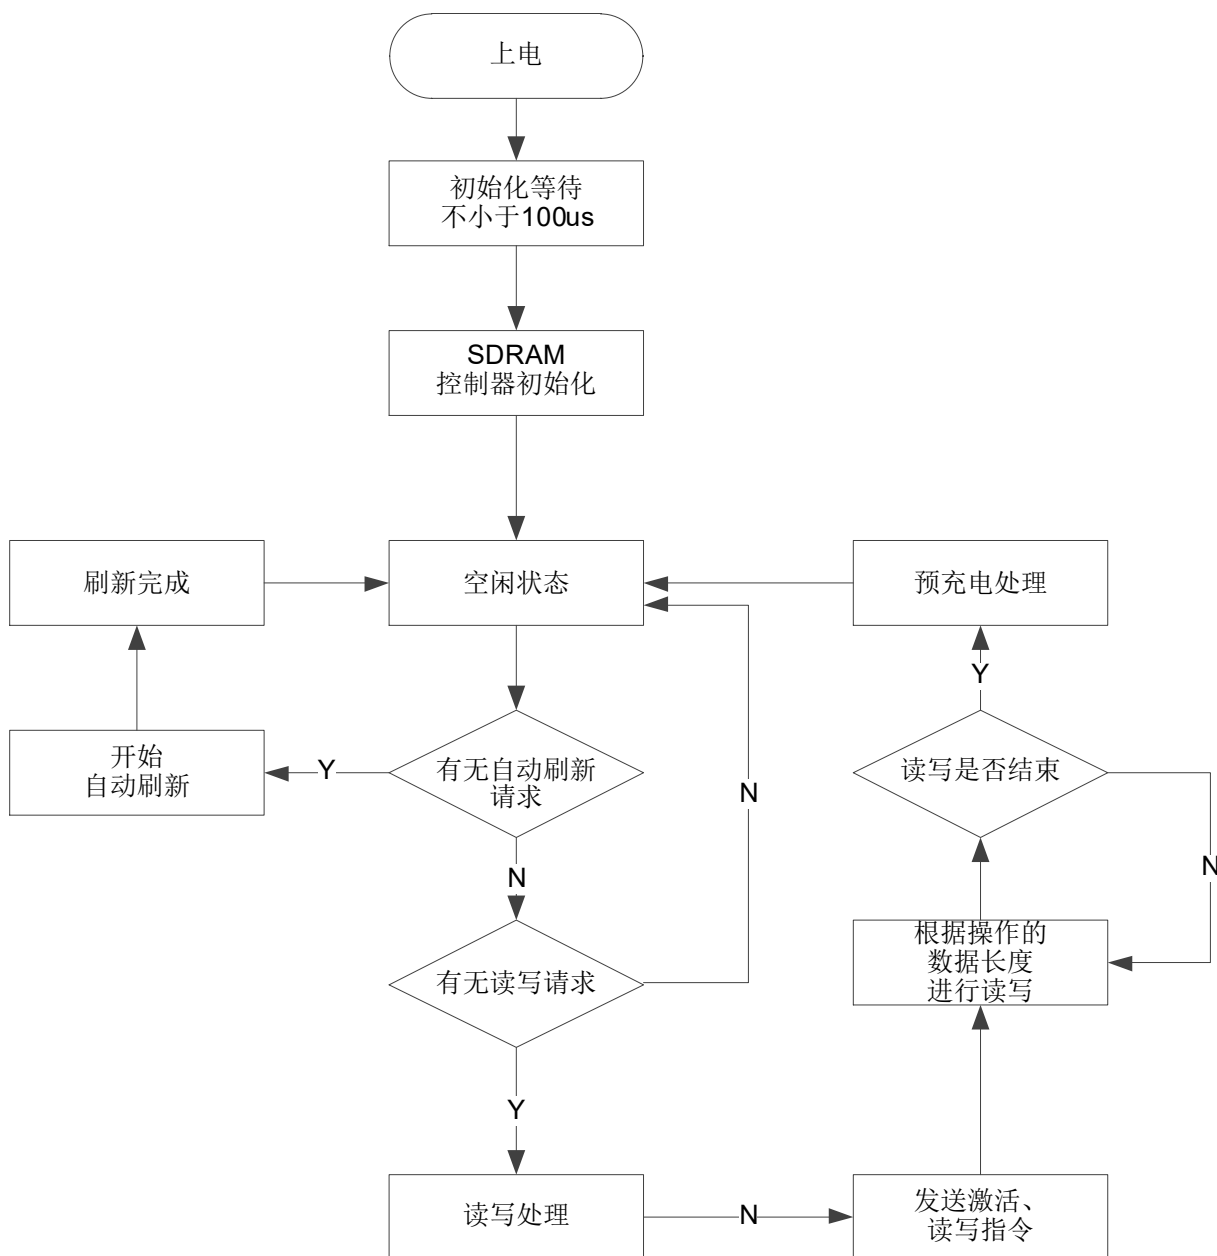 上电
初始化等待
不小于100us
SDRAM
控制器初始化
刷新完成
空闲状态
预充电处理
Y
开始
自动刷新
Y
有无自动刷新
请求
N
读写是否结束
N
N
有无读写请求
根据操作的
数据长度
进行读写
Y
读写处理
N
发送激活、
读写指令